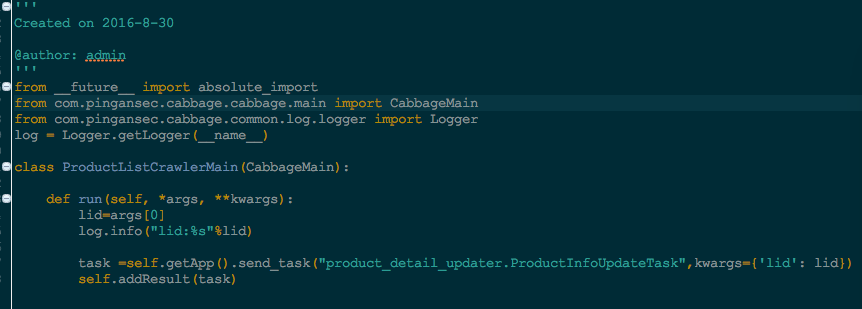 '''
Created on 2016-8-30
@author: admin
'''
from __future__ import absolute_import
from com.pingansec.cabbage.cabbage.main import CabbageMain
from com.pingansec.cabbage.common.log.logger import Logger
log = Logger.getLogger(__name__)
class ProductListCrawlerMain(CabbageMain):
    def run(self, *args, **kwargs):
        lid=args[0]
        log.info("lid:%s"%lid)
        task =self.getApp().send_task("product_detail_updater.ProductInfoUpdateTask",kwargs={'lid': lid})
        self.addResult(task)